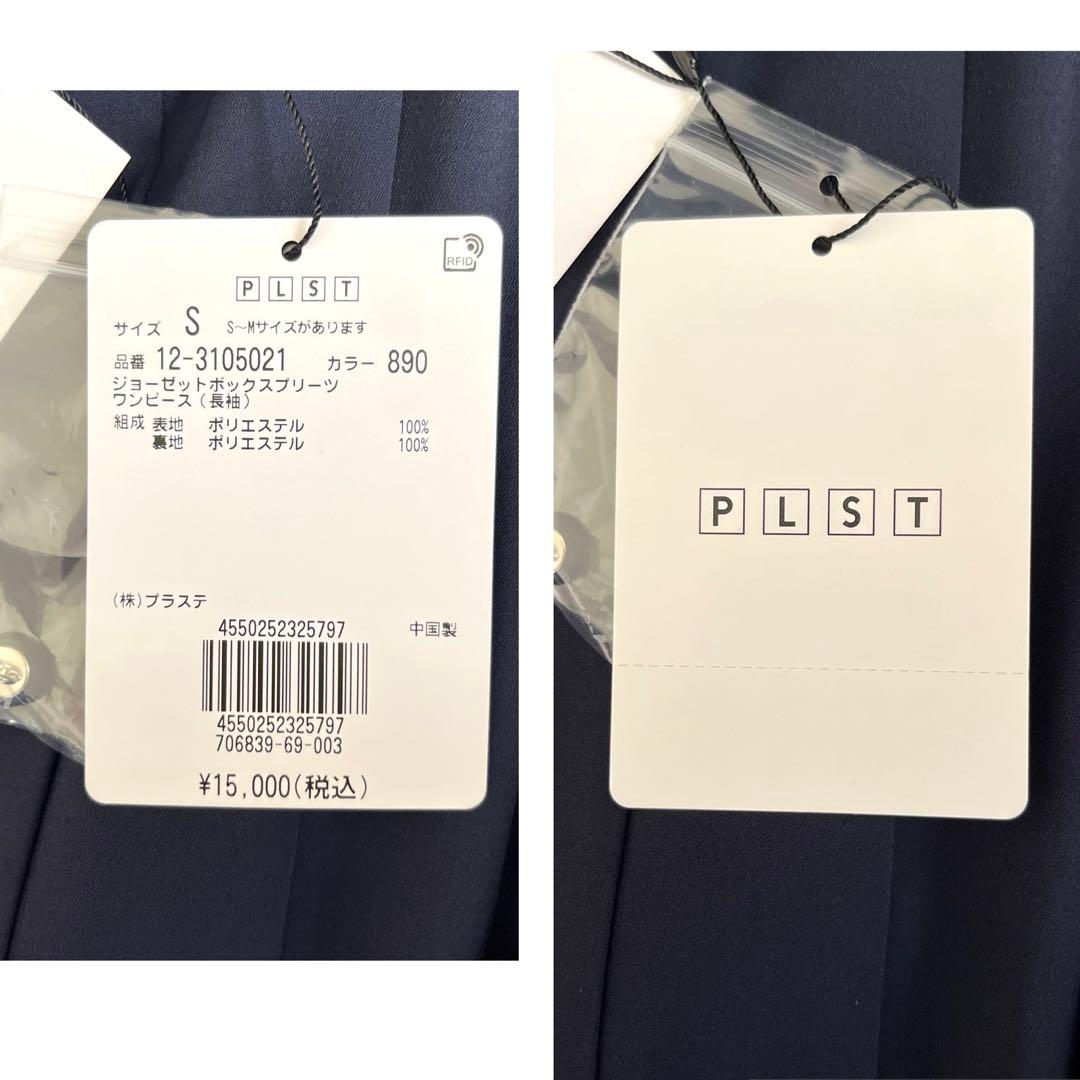 RFID
PLST
サイズ S S～Mサイズがあります
品番 12-3105021 カラー 890
ジョーゼットボックスプリーツ
ワンピース（長袖）
組成 表地 ポリエステル 100%
裏地 ポリエステル 100%
(株)プラステ
4550252325797 中国製
4550252325797
706839-69-003
¥15,000(税込)
PLST